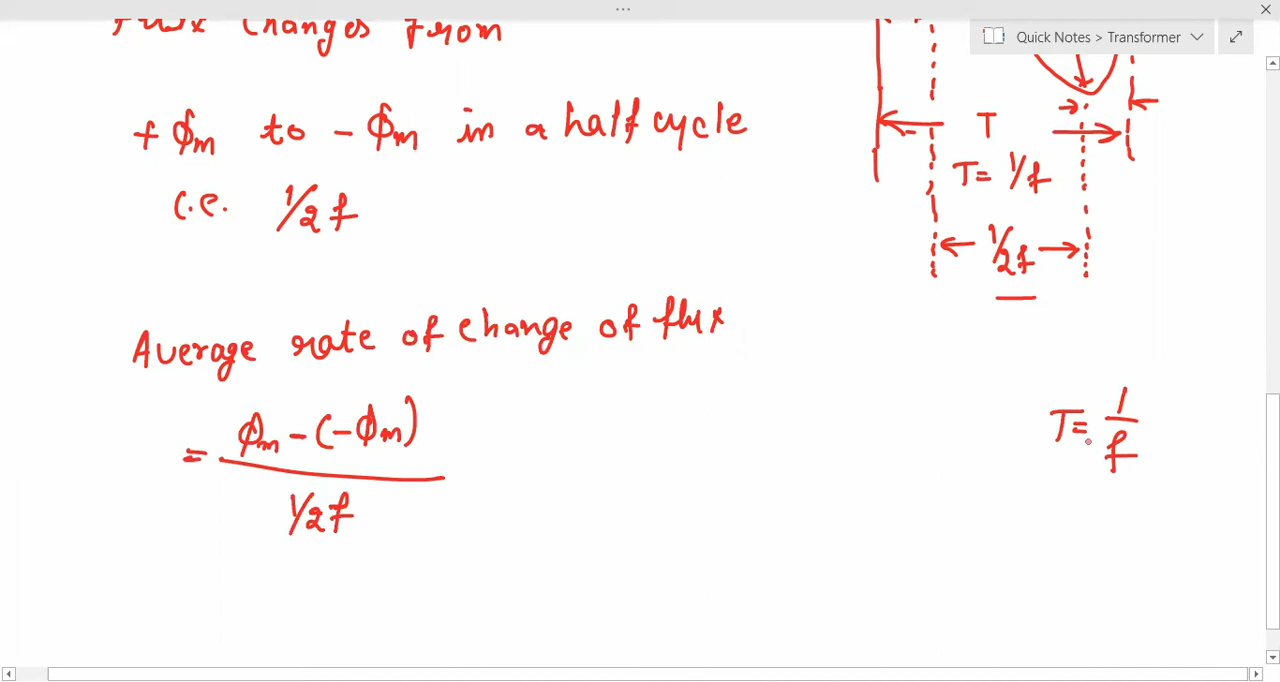 Flux changes from
Quick Notes > Transformer
+ ϕm to - ϕm in a half cycle
i.e. 1/2f
T
T= 1/f
1/2f
Average rate of change of flux
= ϕm - (-ϕm)
1/2f
T= 1
f